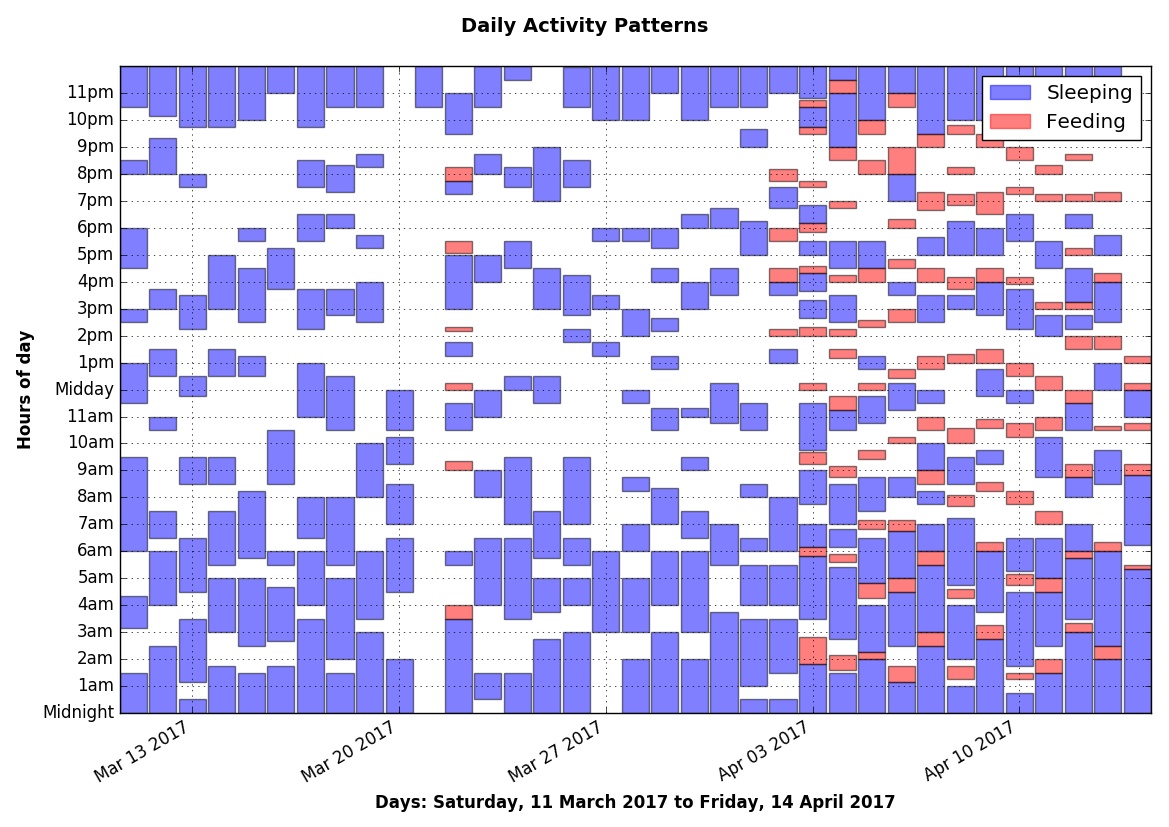 Daily Activity Patterns
Sleeping
Feeding
11pm
10pm
9pm
8pm
7pm
6pm
5pm
4pm
3pm
2pm
1pm
Midday
11am
10am
9am
8am
7am
6am
5am
4am
3am
2am
1am
Midnight
Hours of day
Mar 13 2017
Mar 20 2017
Mar 27 2017
Apr 03 2017
Apr 10 2017
Days: Saturday, 11 March 2017 to Friday, 14 April 2017